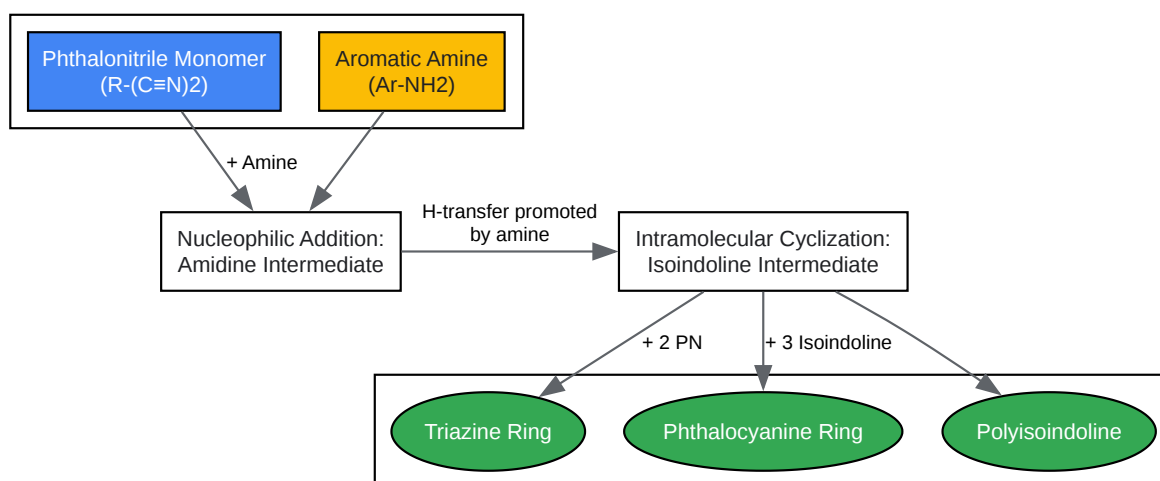 Phthalonitrile Monomer
(R-(C≡N)2)
Aromatic Amine
(Ar-NH2)
+ Amine
Nucleophilic Addition:
Amidine Intermediate
H-transfer promoted
by amine
Intramolecular Cyclization:
Isoindoline Intermediate
+ 2 PN
+ 3 Isoindoline
Triazine Ring
Phthalocyanine Ring
Polyisoindoline